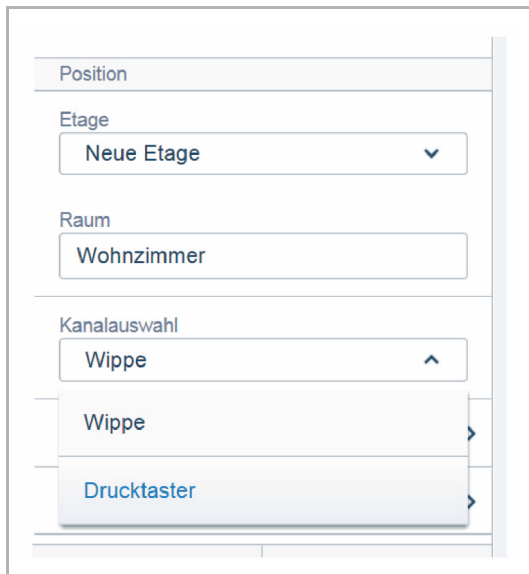 Position
Etage
Neue Etage
Raum
Wohnzimmer
Kanalauswahl
Wippe
Wippe
Drucktaster